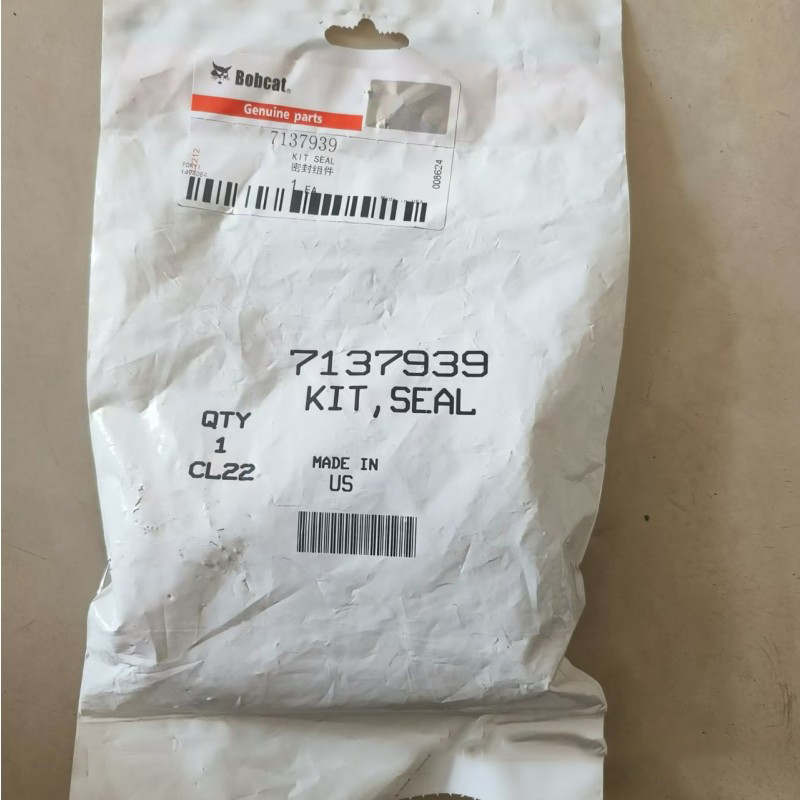 Bobcat®
Genuine parts
7137939
KIT SEAL
密封组件
1 EA
008624
7137939
KIT,SEAL
QTY
1
CL22
MADE IN
US